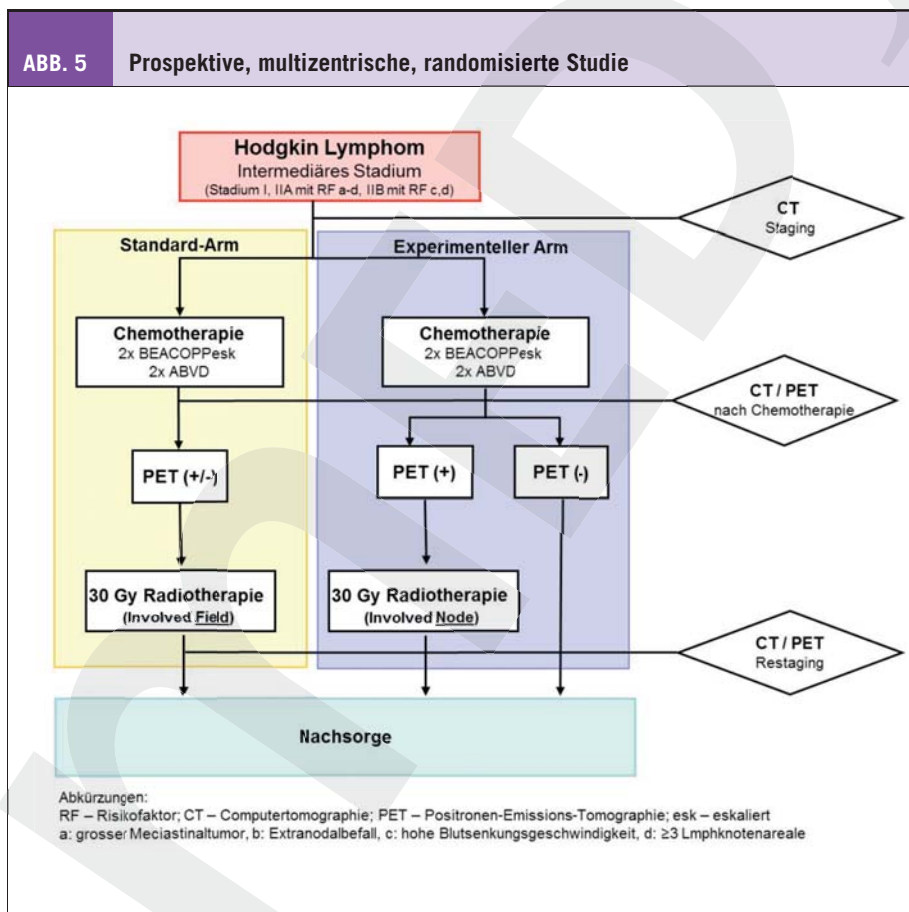 ABB. 5 Prospektive, multizentrische, randomisierte Studie
Hodgkin Lymphom
Intermediäres Stadium
(Stadium I, IIA mit RF a-d, IIB mit RF c,d)
CT
Staging
Standard-Arm
Experimenteller Arm
Chemotherapie
2x BEACOPPesk
2x ABVD
Chemotherapie
2x BEACOPPesk
2x ABVD
CT / PET
nach Chemotherapie
PET (+/-)
PET (+)
PET (-)
30 Gy Radiotherapie
(Involved Field)
30 Gy Radiotherapie
(Involved Node)
CT / PET
Restaging
Nachsorge
Abkürzungen:
RF – Risikofaktor; CT – Computertomographie; PET – Positronen-Emissions-Tomographie; esk – eskaliert
a: grosser Meciastinaltumor, b: Extranodalbefall, c: hohe Blutsenkungsgeschwindigkeit, d: ≥3 Lmphknotenareale